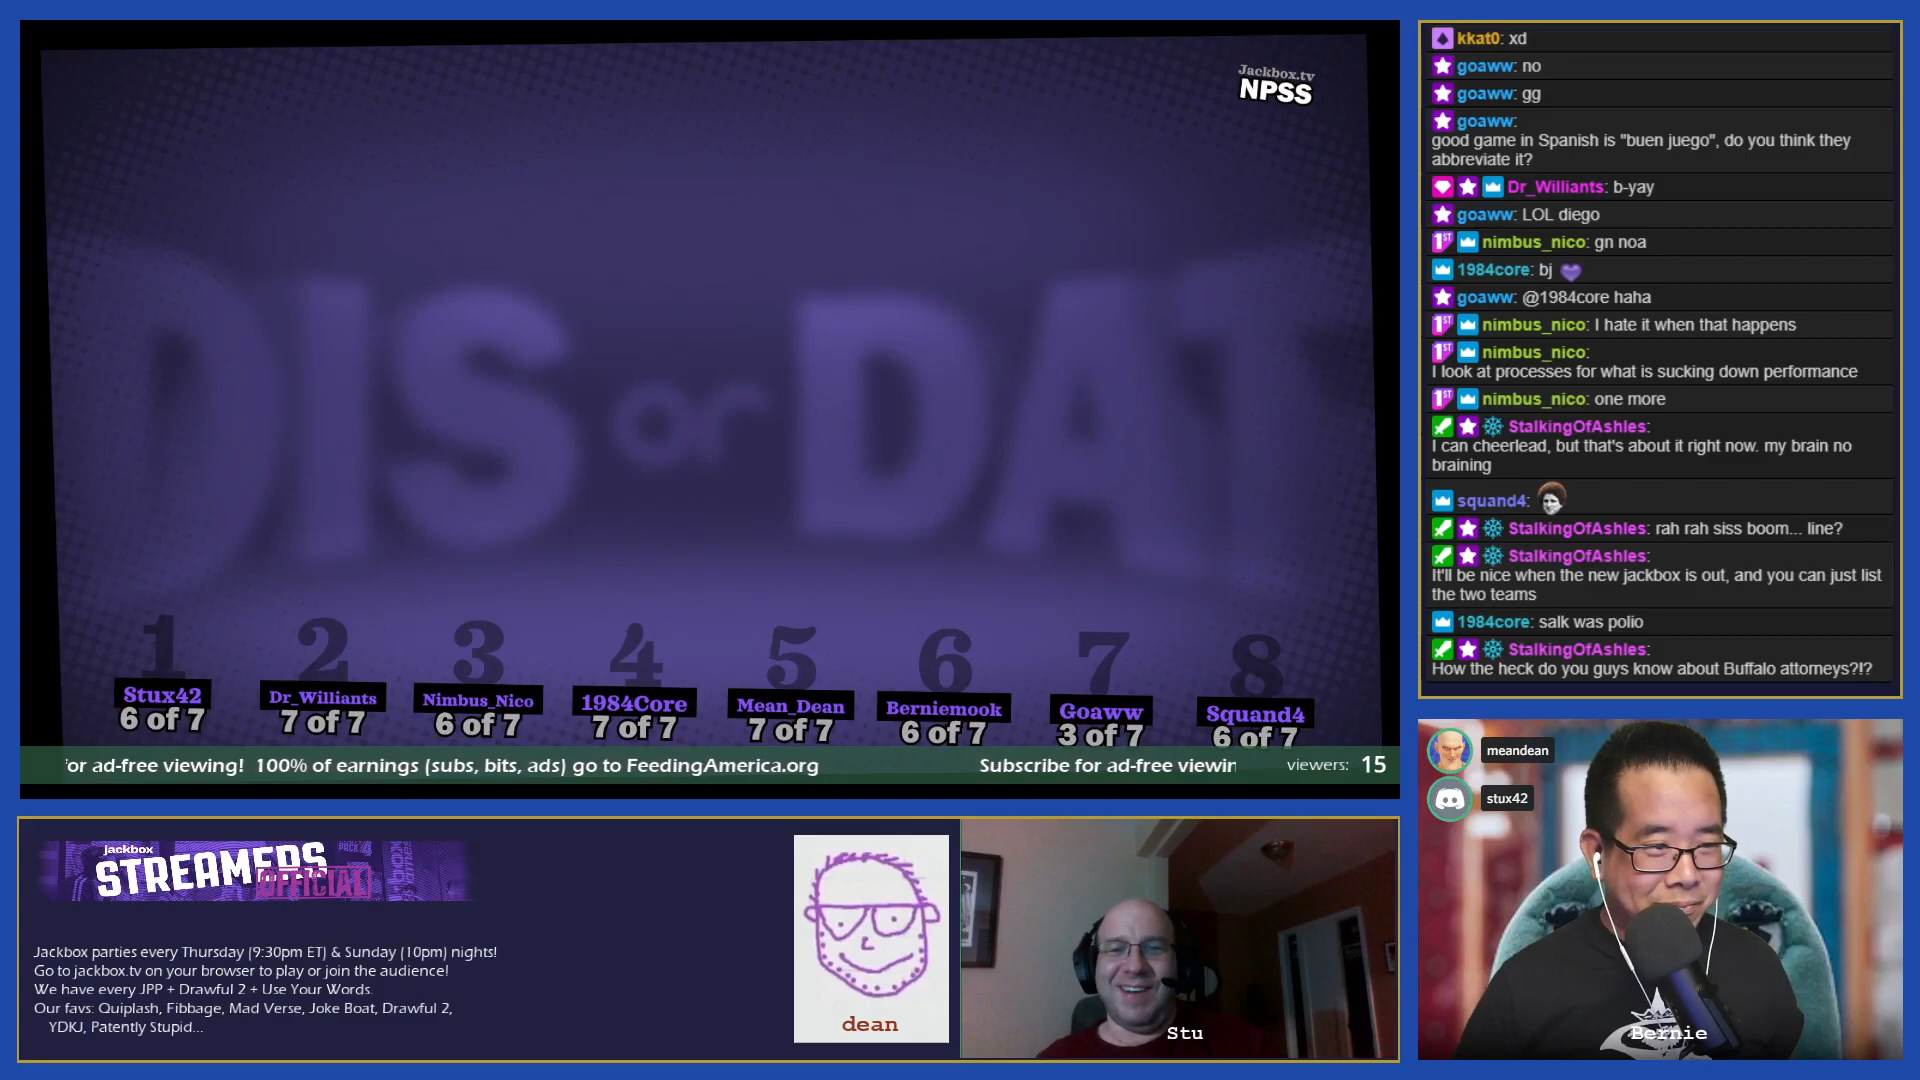 Jackbox.tv
NPSS
DIS or DAT
1 2 3 4 5 6 7 8
Stux42 Dr_Williants Nimbus_Nico 1984Core Mean_Dean Berniemook Goaww Squand4
6 of 7 7 of 7 6 of 7 7 of 7 7 of 7 6 of 7 3 of 7 6 of 7
for ad-free viewing! 100% of earnings (subs, bits, ads) go to FeedingAmerica.org Subscribe for ad-free viewin viewers: 15
jackbox
STREAMERS
OFFICIAL
Jackbox parties every Thursday (9:30pm ET) & Sunday (10pm) nights!
Go to jackbox.tv on your browser to play or join the audience!
We have every JPP + Drawful 2 + Use Your Words.
Our favs: Quiplash, Fibbage, Mad Verse, Joke Boat, Drawful 2,
YDKJ, Patently Stupid...
dean
Stu
kkat0: xd
goaww: no
goaww: gg
goaww:
good game in Spanish is "buen juego", do you think they
abbreviate it?
Dr_Williants: b-yay
goaww: LOL diego
1ST nimbus_nico: gn noa
1984core: bj
goaww: @1984core haha
1ST nimbus_nico: I hate it when that happens
1ST nimbus_nico:
I look at processes for what is sucking down performance
1ST nimbus_nico: one more
StalkingOfAshles:
I can cheerlead, but that's about it right now. my brain no
braining
squand4:
StalkingOfAshles: rah rah siss boom... line?
StalkingOfAshles:
It'll be nice when the new jackbox is out, and you can just list
the two teams
1984core: salk was polio
StalkingOfAshles:
How the heck do you guys know about Buffalo attorneys?!?
meandean
stux42
Bernie